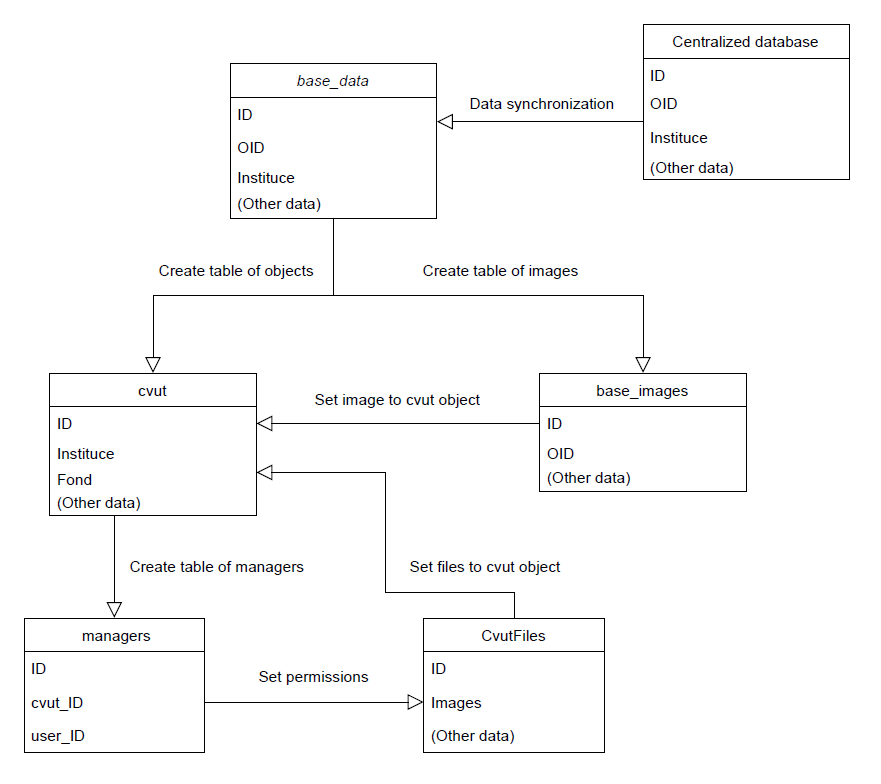 Centralized database
ID
OID
Instituce
(Other data)
base_data
ID
OID
Instituce
(Other data)
Data synchronization
Create table of objects
Create table of images
cvut
ID
Instituce
Fond
(Other data)
Set image to cvut object
base_images
ID
OID
(Other data)
Create table of managers
Set files to cvut object
managers
ID
cvut_ID
user_ID
Set permissions
CvutFiles
ID
Images
(Other data)